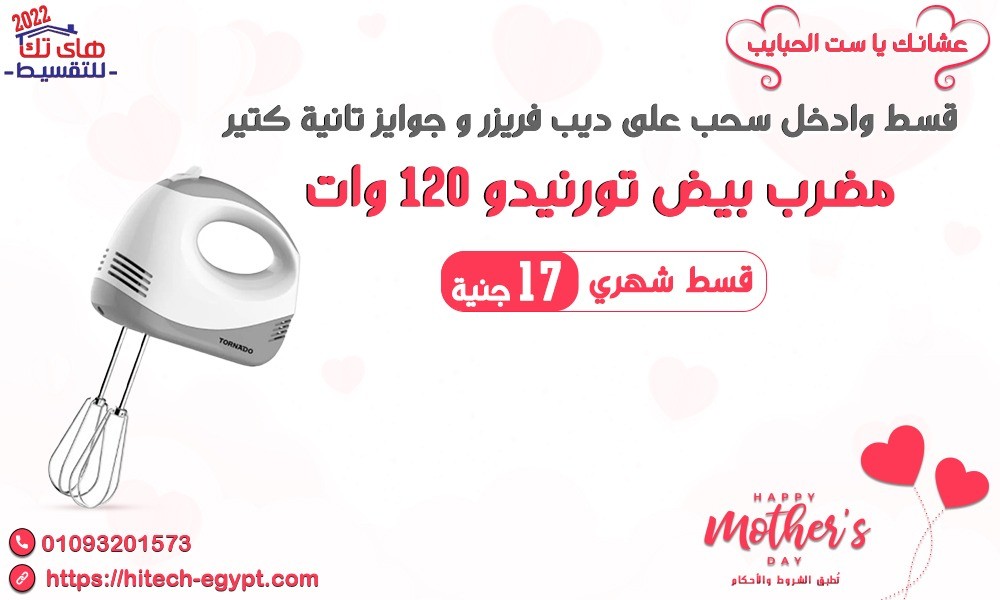 2022
هاى تك
-للتقسيط-
عشانك يا ست الحبايب
قسط وادخل سحب على ديب فريزر و جوايز تانية كتير
مضرب بيض تورنيدو 120 وات
قسط شهري 17 جنية
TORNADO
HAPPY
Mother's
DAY
تُطبق الشروط والأحكام
01093201573
https://hitech-egypt.com